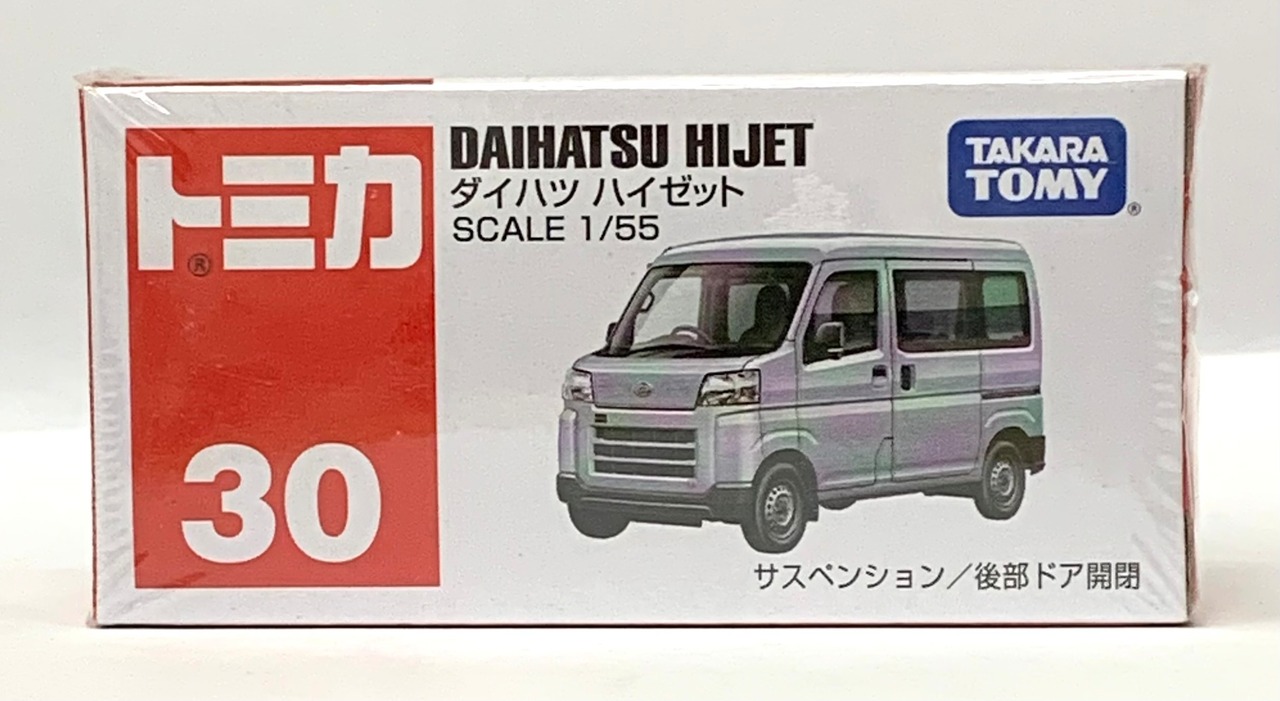 トミカ
®
30
DAIHATSU HIJET
ダイハツ ハイゼット
SCALE 1/55
TAKARA
TOMY®
サスペンション/後部ドア開閉